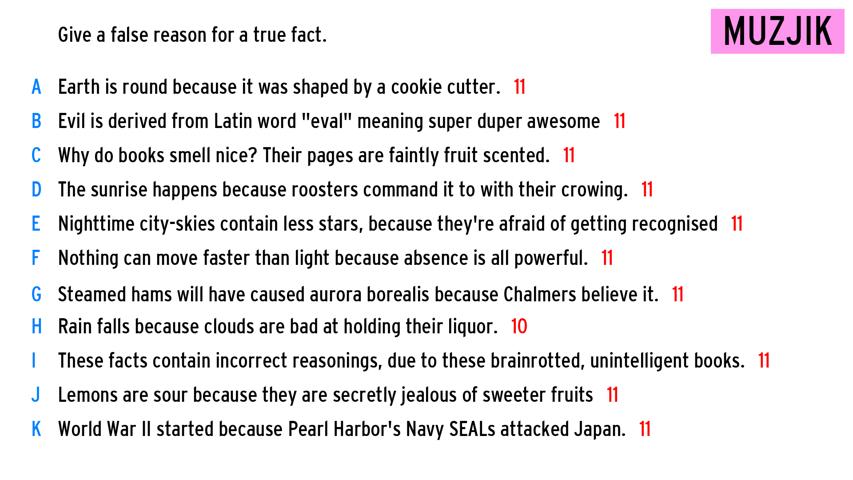 Give a false reason for a true fact.
MUZJIK
A Earth is round because it was shaped by a cookie cutter. 11
B Evil is derived from Latin word "eval" meaning super duper awesome 11
C Why do books smell nice? Their pages are faintly fruit scented. 11
D The sunrise happens because roosters command it to with their crowing. 11
E Nighttime city-skies contain less stars, because they're afraid of getting recognised 11
F Nothing can move faster than light because absence is all powerful. 11
G Steamed hams will have caused aurora borealis because Chalmers believe it. 11
H Rain falls because clouds are bad at holding their liquor. 10
I These facts contain incorrect reasonings, due to these brainrotted, unintelligent books. 11
J Lemons are sour because they are secretly jealous of sweeter fruits 11
K World War II started because Pearl Harbor's Navy SEALs attacked Japan. 11